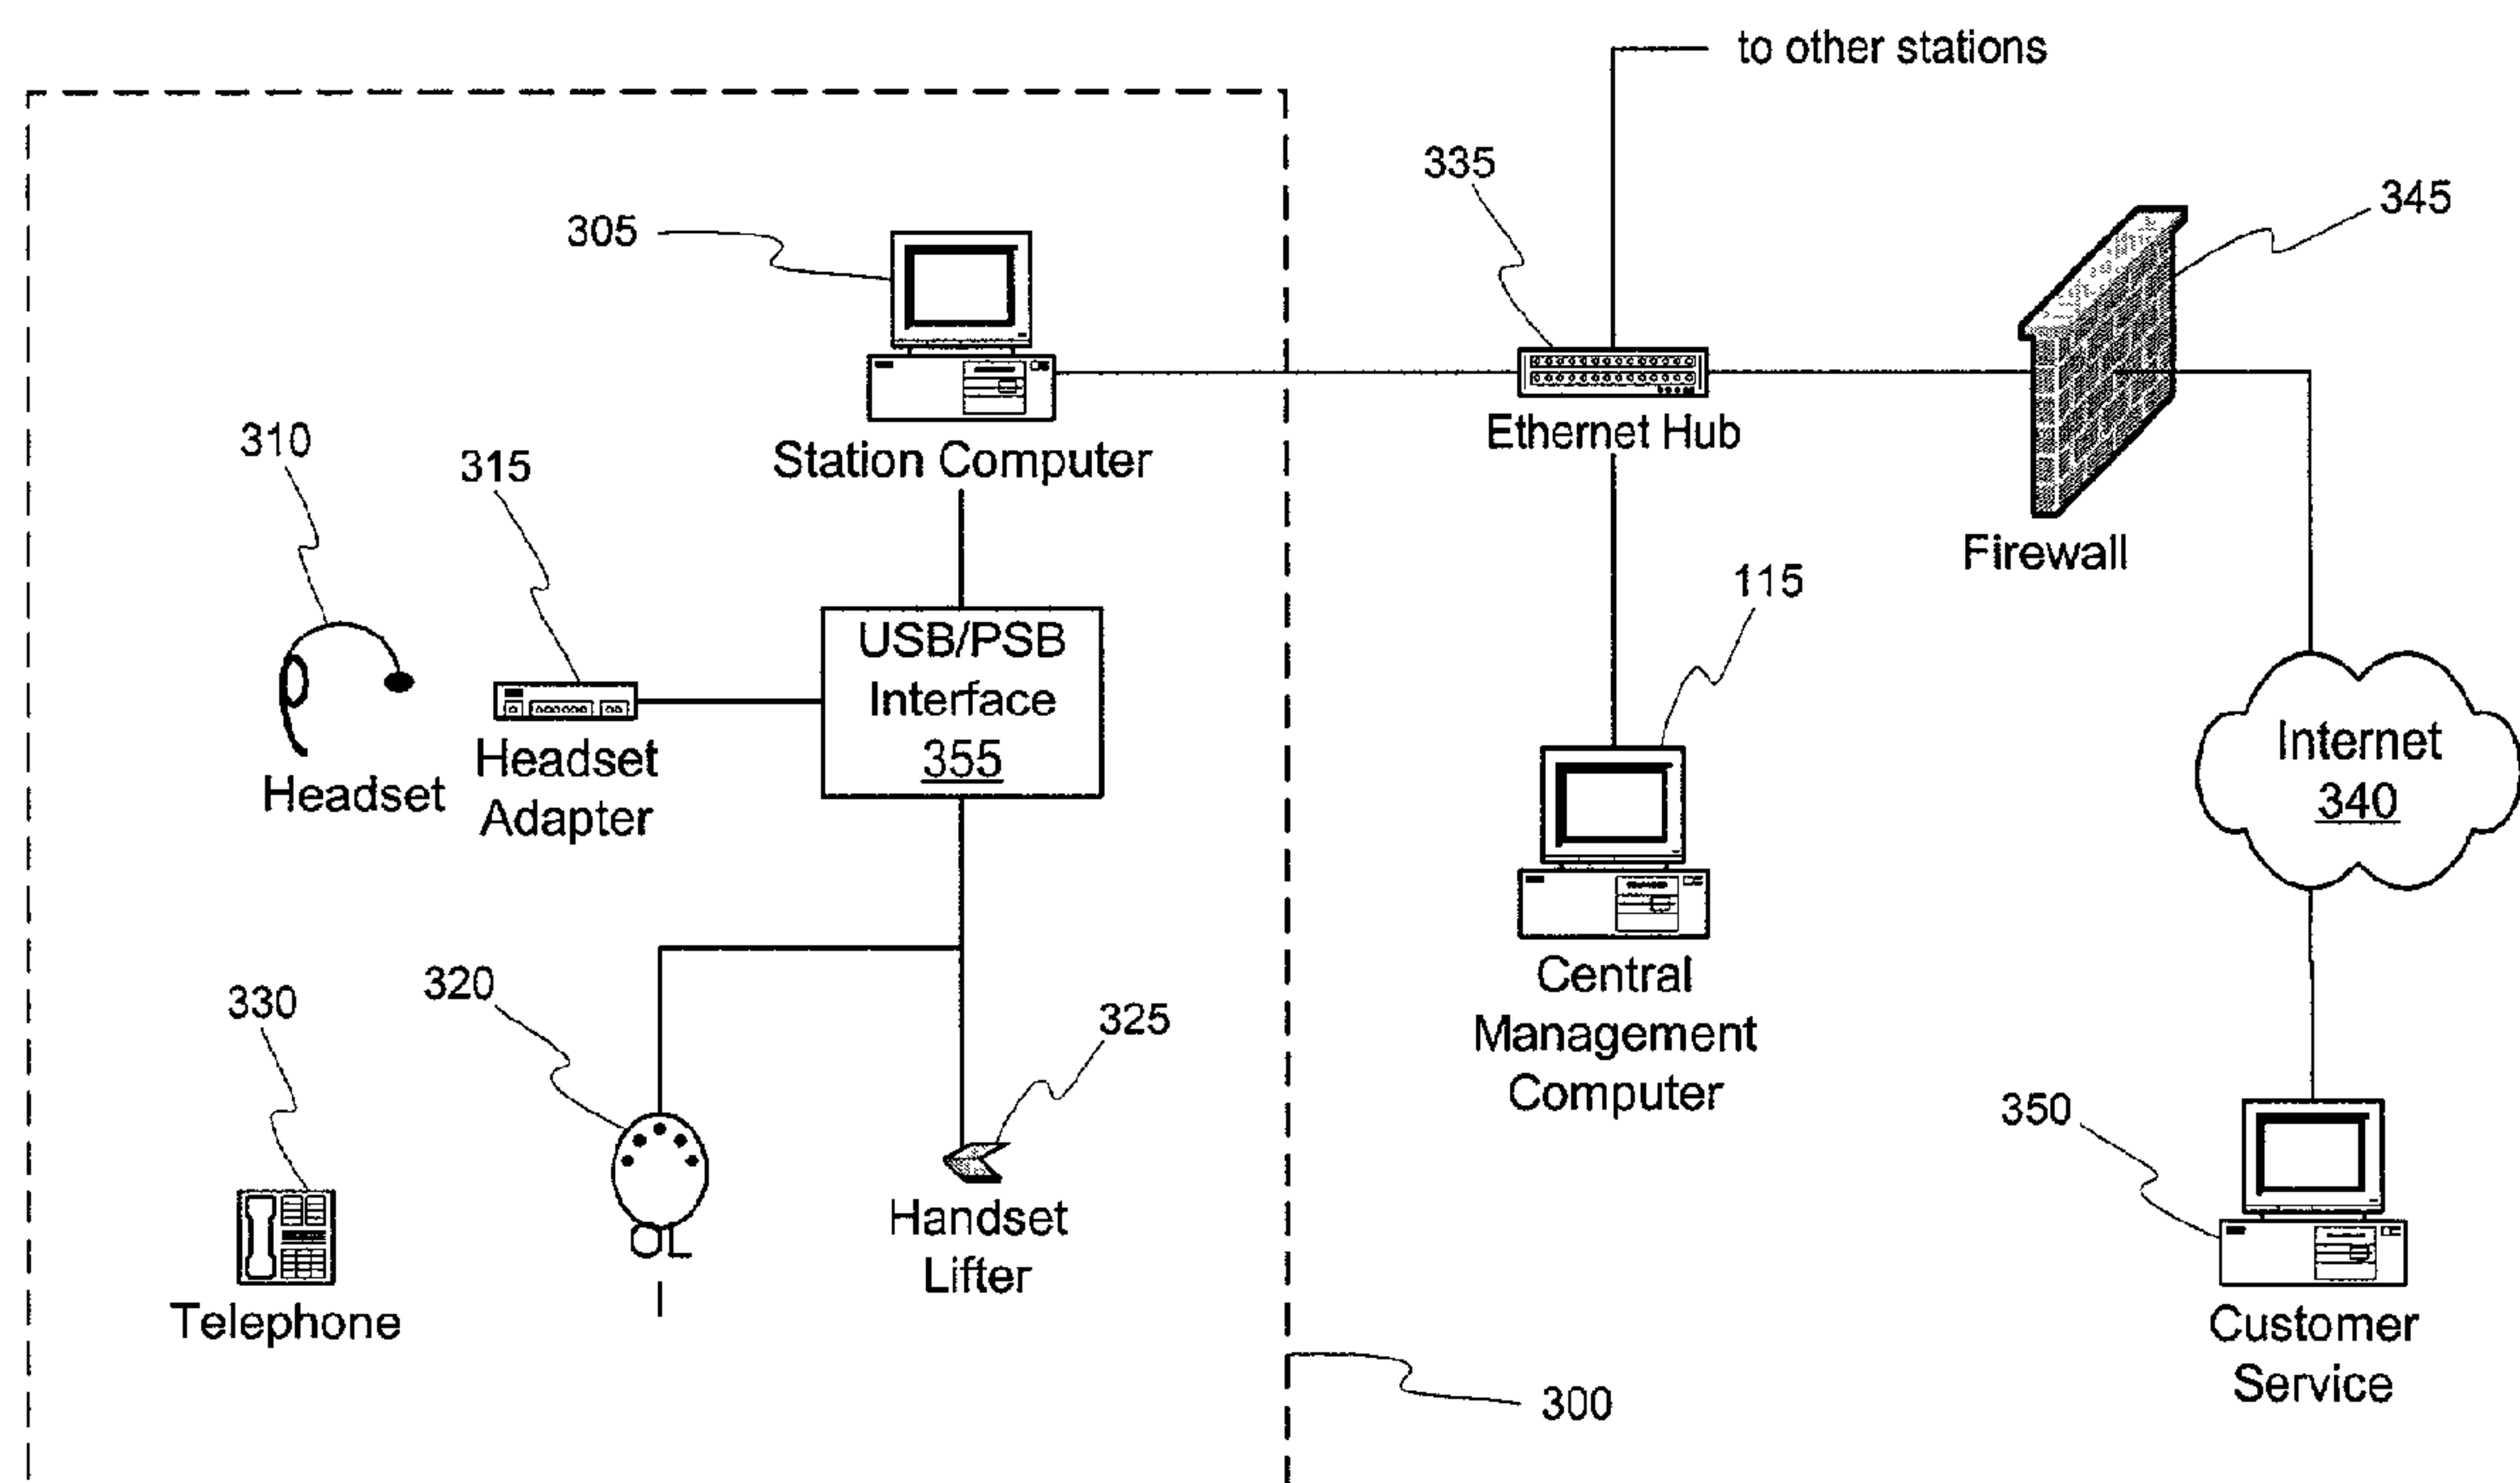 to other stations
335
345
305
Ethernet Hub
310
315
Station Computer
Firewall
115
USB/PSB
Interface
355
Headset
Headset
Adapter
Internet
340
Central
Management
Computer
330
320
325
350
Handset
Lifter
OL
I
Telephone
Customer
Service
300